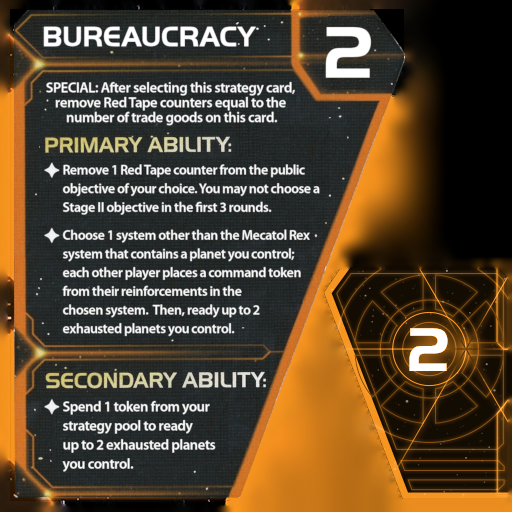 BUREAUCRACY
2
SPECIAL: After selecting this strategy card,
remove Red Tape counters equal to the
number of trade goods on this card.
PRIMARY ABILITY:
Remove 1 Red Tape counter from the public
objective of your choice. You may not choose a
Stage II objective in the first 3 rounds.
Choose 1 system other than the Mecatol Rex
system that contains a planet you control;
each other player places a command token
from their reinforcements in the
chosen system. Then, ready up to 2
exhausted planets you control.
SECONDARY ABILITY:
Spend 1 token from your
strategy pool to ready
up to 2 exhausted planets
you control.
2